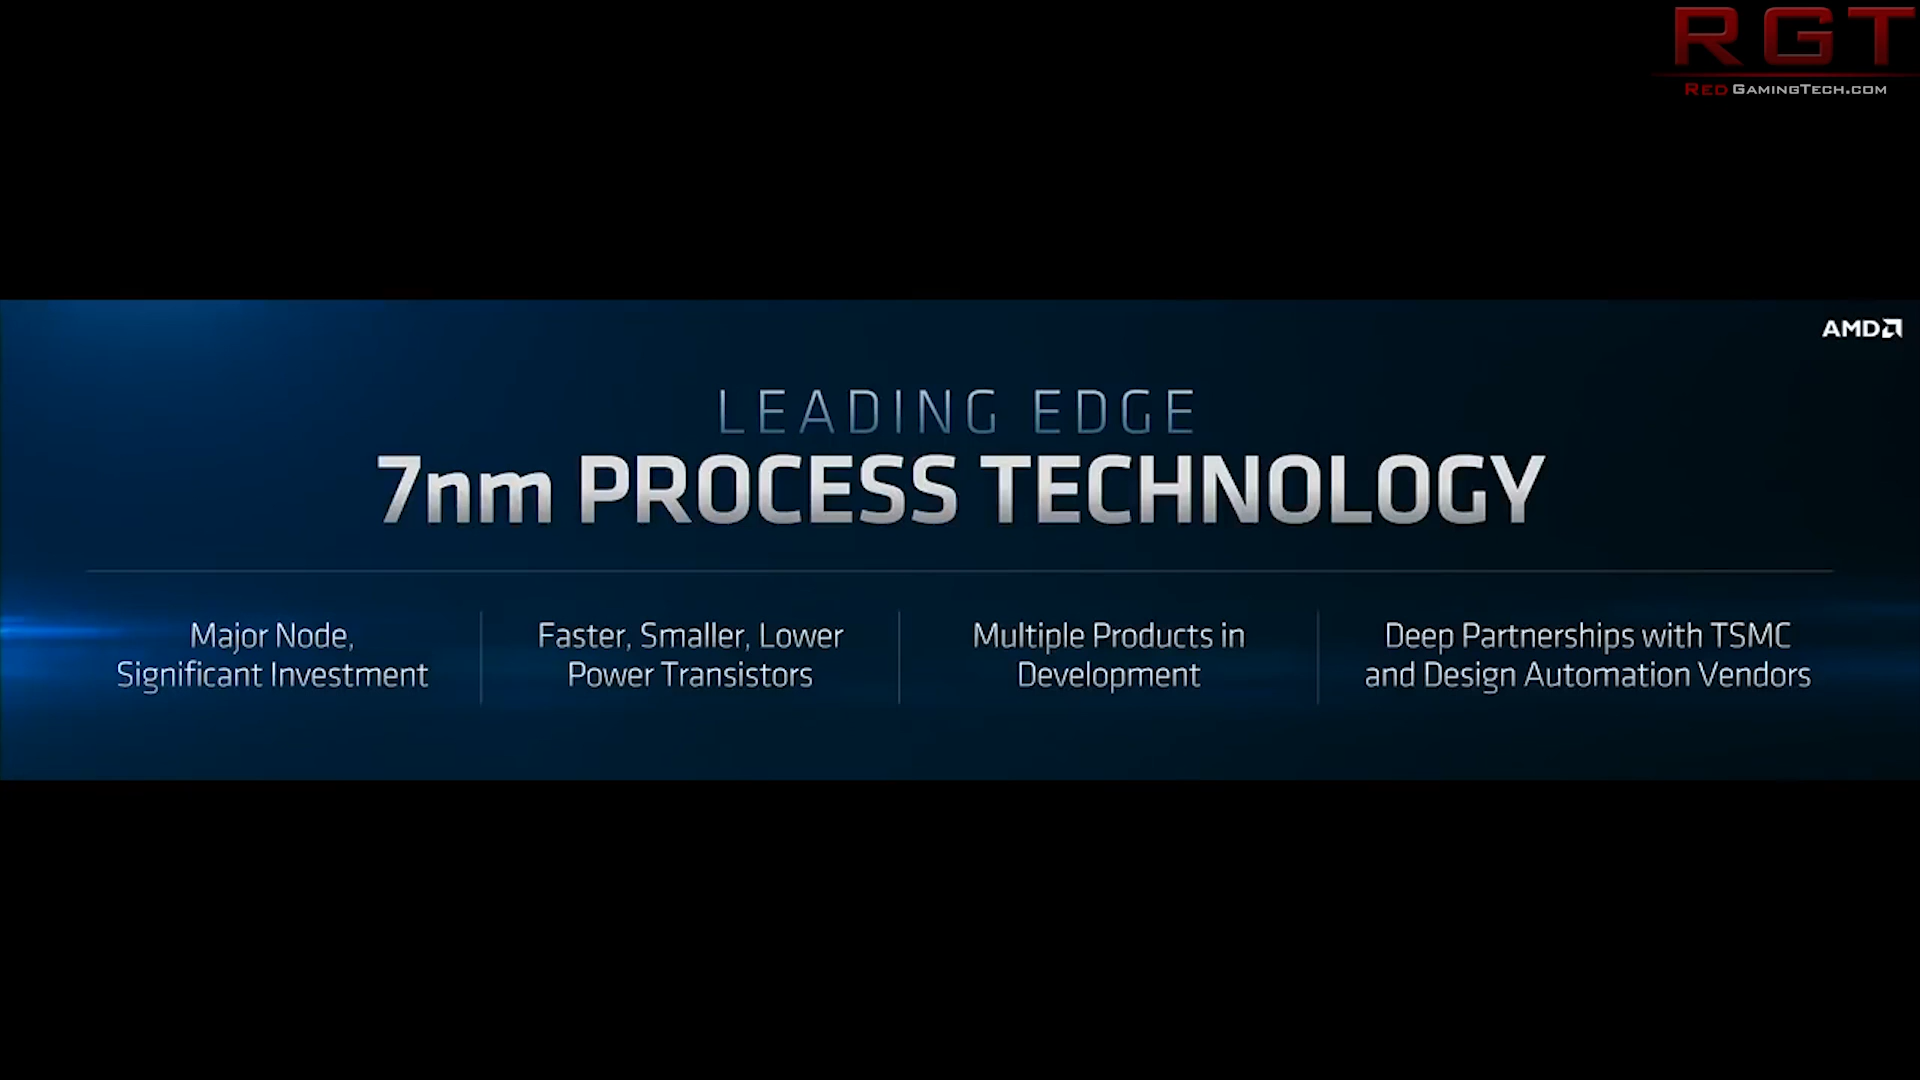 RGT
RED GAMINGTECH.COM
AMD
LEADING EDGE
7nm PROCESS TECHNOLOGY
Major Node,
Significant Investment
Faster, Smaller, Lower
Power Transistors
Multiple Products in
Development
Deep Partnerships with TSMC
and Design Automation Vendors